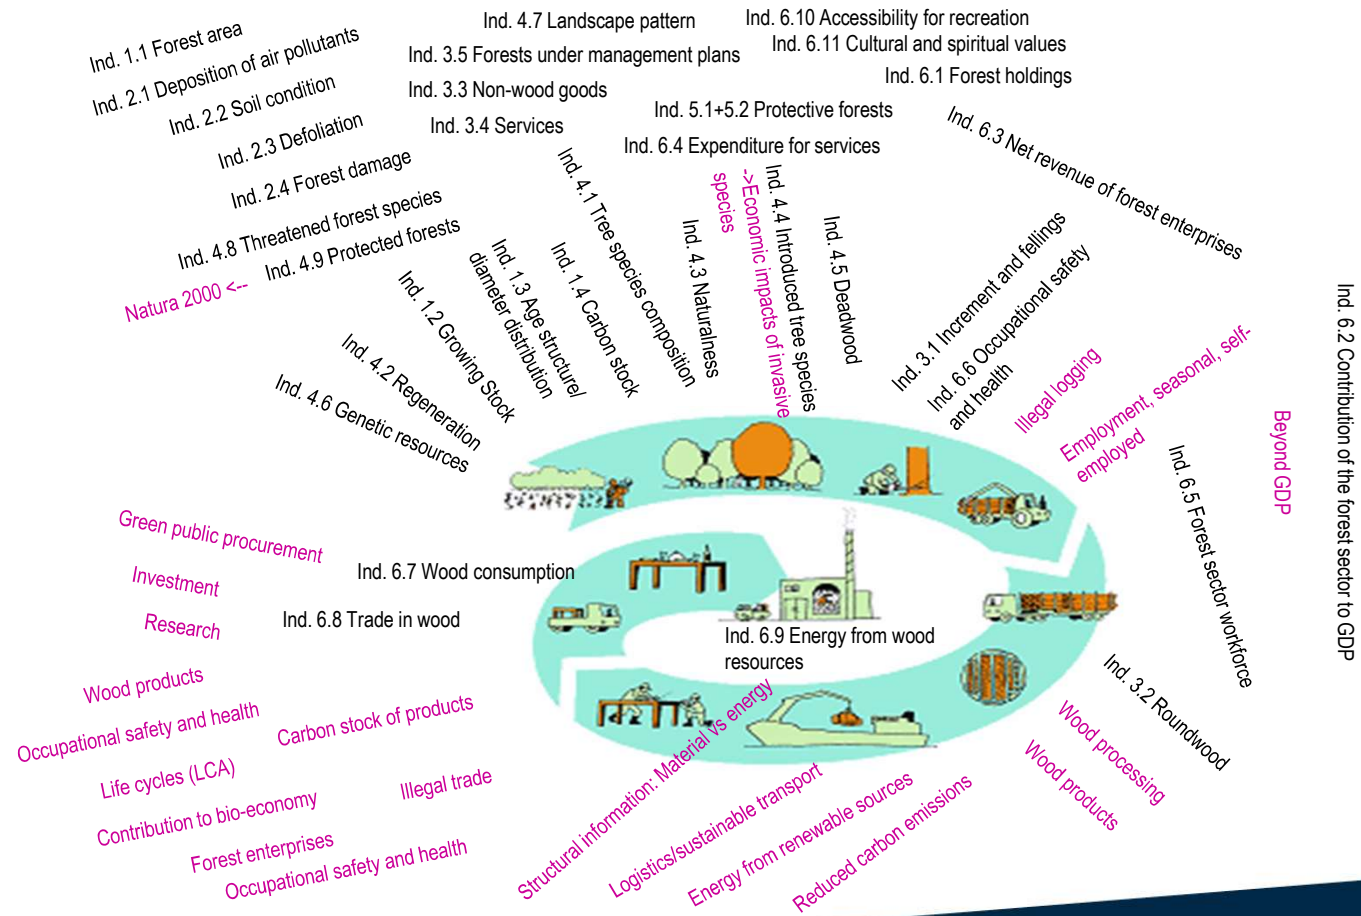 Ind. 1.1 Forest area
Ind. 2.1 Deposition of air pollutants
Ind. 2.2 Soil condition
Ind. 2.3 Defoliation
Ind. 2.4 Forest damage
Ind. 4.8 Threatened forest species
Ind. 4.9 Protected forests
Natura 2000 <--
Ind. 4.7 Landscape pattern
Ind. 3.5 Forests under management plans
Ind. 3.3 Non-wood goods
Ind. 3.4 Services
Ind. 6.10 Accessibility for recreation
Ind. 6.11 Cultural and spiritual values
Ind. 6.1 Forest holdings
Ind. 5.1+5.2 Protective forests
Ind. 6.4 Expenditure for services
Ind. 6.3 Net revenue of forest enterprises
Ind. 4.6 Genetic resources
Ind. 4.2 Regeneration
Ind. 1.2 Growing Stock
Ind. 1.3 Age structure/
diameter distribution
Ind. 1.4 Carbon stock
Ind. 4.1 Tree species composition
Ind. 4.3 Naturalness
Ind. 4.4 Introduced tree species
->Economic impacts of invasive
species
Ind. 4.5 Deadwood
Ind. 3.1 Increment and fellings
Ind. 6.6 Occupational safety
and health
Illegal logging
Employment, seasonal, self-
employed
Beyond GDP
Ind. 6.2 Contribution of the forest sector to GDP
Ind. 6.5 Forest sector workforce
Ind. 3.2 Roundwood
Wood processing
Wood products
Green public procurement
Investment
Research
Ind. 6.7 Wood consumption
Ind. 6.8 Trade in wood
Ind. 6.9 Energy from wood
resources
Wood products
Occupational safety and health
Carbon stock of products
Life cycles (LCA)
Illegal trade
Contribution to bio-economy
Forest enterprises
Occupational safety and health
Structural information: Material vs energy
Logistics/sustainable transport
Energy from renewable sources
Reduced carbon emissions